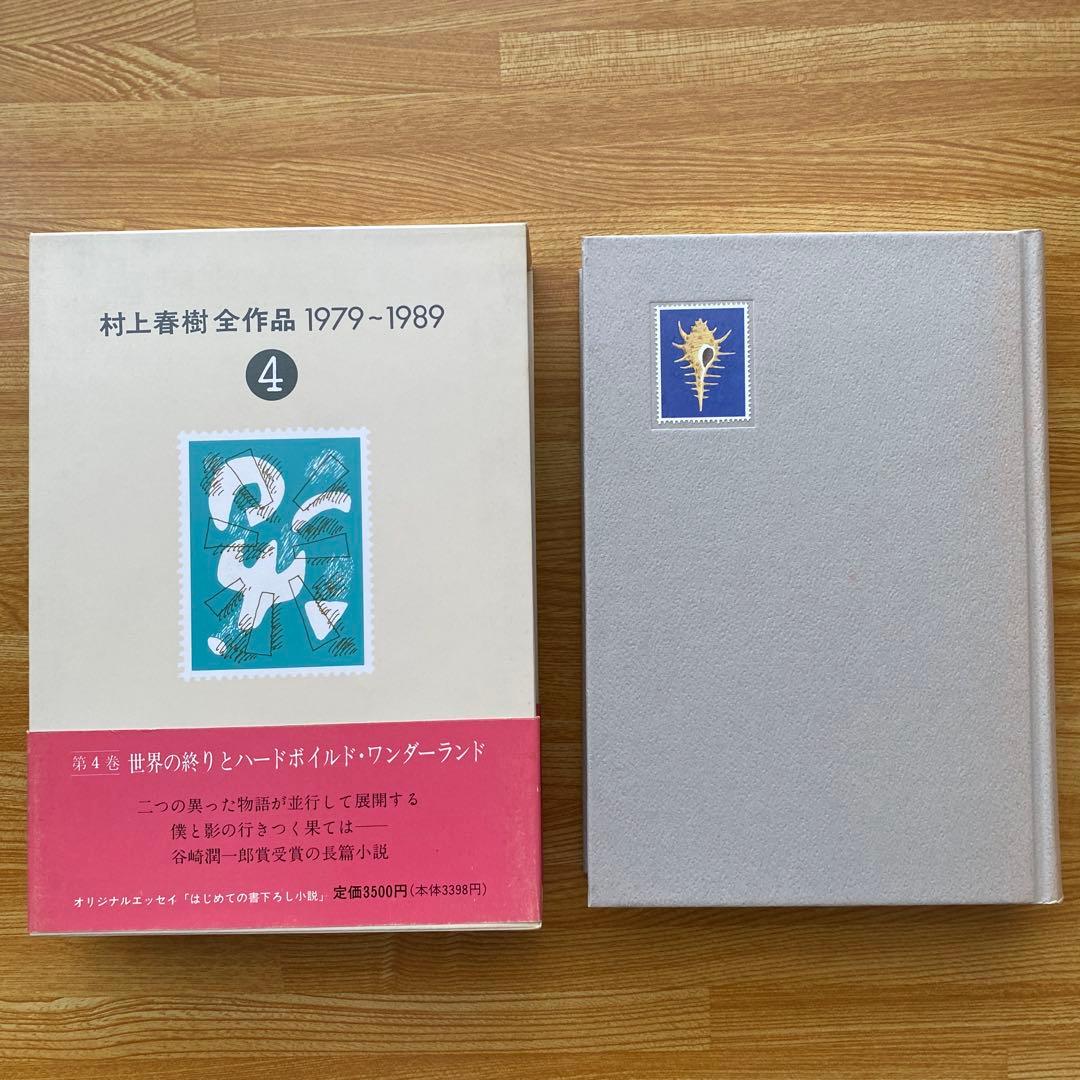 村上春樹 全作品 1979～1989
4
第4巻 世界の終りとハードボイルド・ワンダーランド
二つの異った物語が並行して展開する
僕と影の行きつく果ては――
谷崎潤一郎賞受賞の長篇小説
オリジナルエッセイ「はじめての書下ろし小説」 定価3500円(本体3398円)